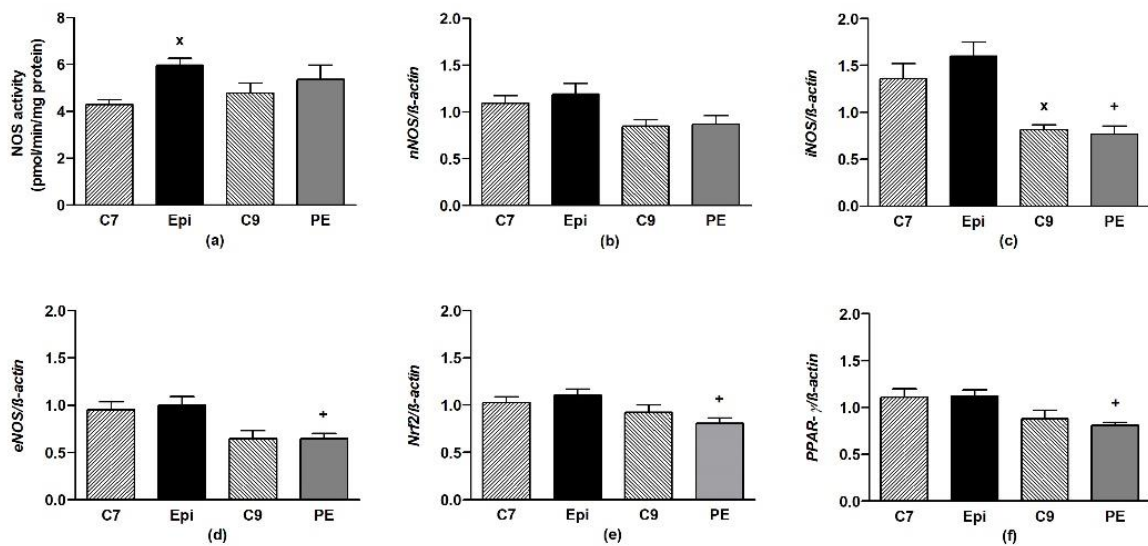 NOS activity
(pmol/min/mg protein)
8
6
4
2
0
x
C7 Epi C9 PE
(a)
nNOS/ß-actin
2.0
1.5
1.0
0.5
0.0
C7 Epi C9 PE
(b)
iNOS/ß-actin
2.0
1.5
1.0
0.5
0.0
x +
C7 Epi C9 PE
(c)
eNOS/ß-actin
2.0
1.5
1.0
0.5
0.0
+
C7 Epi C9 PE
(d)
Nrf2/ß-actin
2.0
1.5
1.0
0.5
0.0
+
C7 Epi C9 PE
(e)
PPAR- γ/ß-actin
2.0
1.5
1.0
0.5
0.0
+
C7 Epi C9 PE
(f)